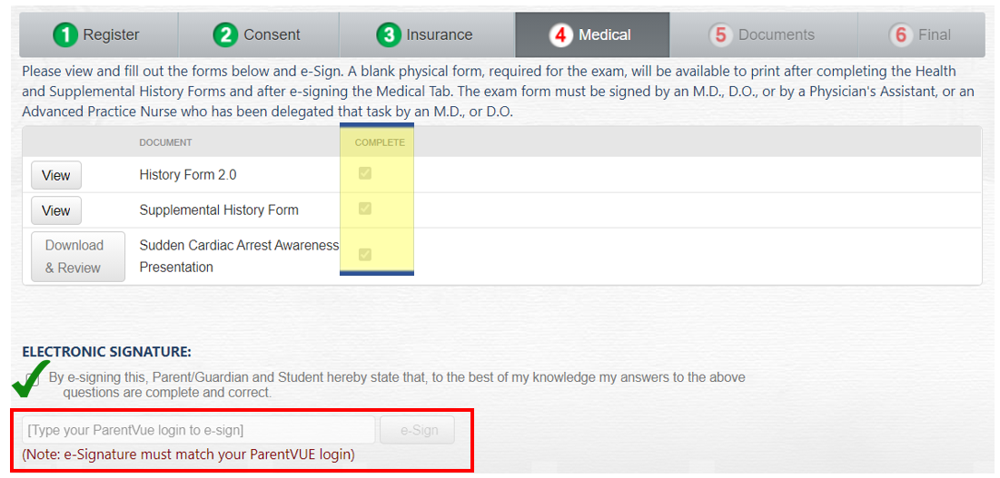 1 Register 2 Consent 3 Insurance 4 Medical 5 Documents 6 Final
Please view and fill out the forms below and e-Sign. A blank physical form, required for the exam, will be available to print after completing the Health
and Supplemental History Forms and after e-signing the Medical Tab. The exam form must be signed by an M.D., D.O., or by a Physician's Assistant, or an
Advanced Practice Nurse who has been delegated that task by an M.D., or D.O.
DOCUMENT COMPLETE
View History Form 2.0
View Supplemental History Form
Download Sudden Cardiac Arrest Awareness
& Review Presentation
ELECTRONIC SIGNATURE:
By e-signing this, Parent/Guardian and Student hereby state that, to the best of my knowledge my answers to the above
questions are complete and correct.
[Type your ParentVue login to e-sign] e-Sign
(Note: e-Signature must match your ParentVUE login)